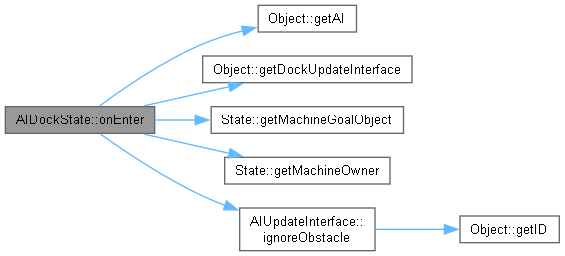 Object::getAI
Object::getDockUpdateInterface
AIDockState::onEnter
State::getMachineGoalObject
State::getMachineOwner
AIUpdateInterface::
ignoreObstacle
Object::getID